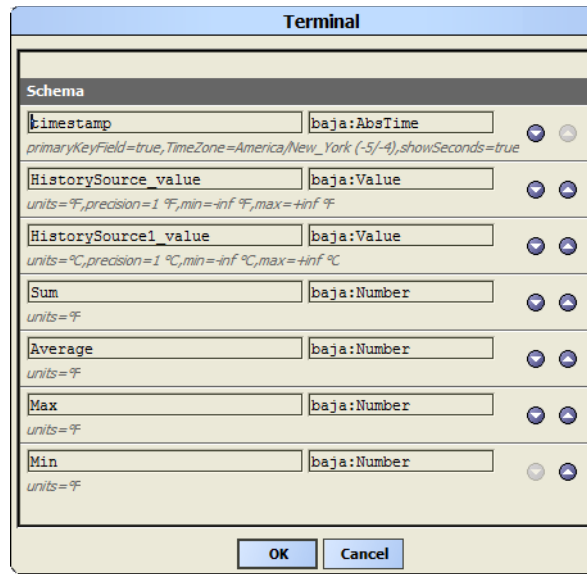 Terminal
Schema
timestamp baja:AbsTime
primaryKeyField=true,TimeZone=America/New_York (-5/-4),showSeconds=true
HistorySource_value baja:Value
units=°F,precision=1 °F,min=-inf °F,max=+inf °F
HistorySource1_value baja:Value
units=°C,precision=1 °C,min=-inf °C,max=+inf °C
Sum baja:Number
units=°F
Average baja:Number
units=°F
Max baja:Number
units=°F
Min baja:Number
units=°F
OK Cancel